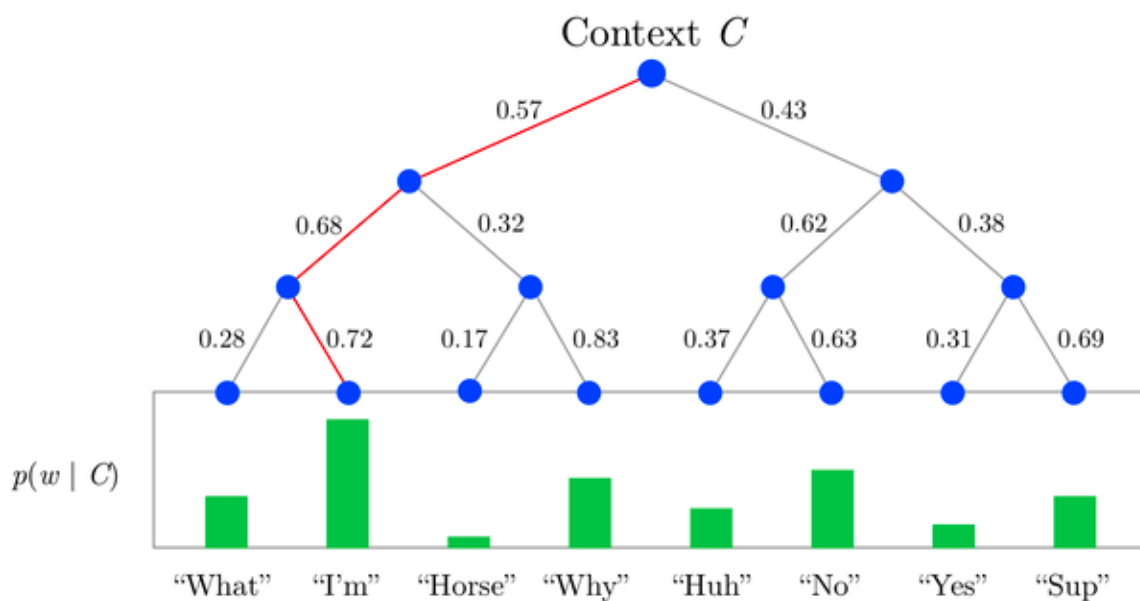 Context C
0.57 0.43
0.68 0.32 0.62 0.38
0.28 0.72 0.17 0.83 0.37 0.63 0.31 0.69
p(w | C)
“What” “I’m” “Horse” “Why” “Huh” “No” “Yes” “Sup”